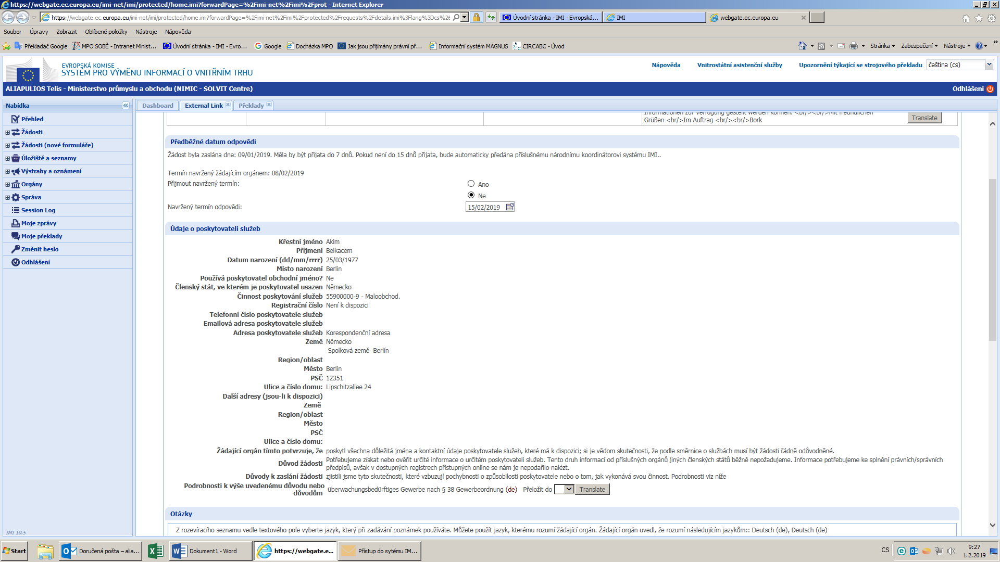 https://webgate.ec.europa.eu/imi-net/imi/protected/home.imi?forwardPage=%2Fimi-net%2Fimi%2Fprot - Internet Explorer
https://webgate.ec.europa.eu/imi-net/imi/protected/home.imi?forwardPage=%2Fimi-net%2Fimi%2Fprotected%2Frequests%2Fdetails.imi%3Flang%3Dcs%26
Úvodní stránka - IMI - Evropská...
IMI
webgate.ec.europa.eu
Soubor Úpravy Zobrazit Oblíbené položky Nástroje Nápověda
Překladač Google MPO SOBĚ - Intranet Minist... Úvodní stránka - IMI - Evro... Google Docházka MPO Jak jsou přijímány právní př... Informační systém MAGNUS CIRCABC - Úvod
Stránka Zabezpečení Nástroje
EVROPSKÁ KOMISE
SYSTÉM PRO VÝMĚNU INFORMACÍ O VNITŘNÍM TRHU
Nápověda Vnitrostátní asistenční služby Upozornění týkající se strojového překladu čeština (cs)
ALIAPULIOS Telis - Ministerstvo průmyslu a obchodu (NIMIC - SOLVIT Centre)
Odhlášení
Nabídka
Přehled
Žádosti
Žádosti (nové formuláře)
Úložiště a seznamy
Výstrahy a oznámení
Orgány
Správa
Session Log
Moje zprávy
Moje překlady
Změnit heslo
Odhlášení
IMI 10.5
Dashboard External Link Překlady
Informationen zur Verfügung gestellt werden können. <br/><br/>Mit freundlichen
Grüßen <br/>Im Auftrag <br/><br/>Bork
Translate
Předběžné datum odpovědi
Žádost byla zaslána dne: 09/01/2019. Měla by být přijata do 7 dnů. Pokud není do 15 dnů přijata, bude automaticky předána příslušnému národnímu koordinátorovi systému IMI..
Termín navržený žádajícím orgánem: 08/02/2019
Přijmout navržený termín:
Ano
Ne
Navržený termín odpovědi: 15/02/2019
Údaje o poskytovateli služeb
Křestní jméno Akim
Příjmení Belkacem
Datum narození (dd/mm/rrrr) 25/03/1977
Místo narození Berlin
Používá poskytovatel obchodní jméno? Ne
Členský stát, ve kterém je poskytovatel usazen Německo
Činnost poskytování služeb 55900000-9 - Maloobchod.
Registrační číslo Není k dispozici
Telefonní číslo poskytovatele služeb
Emailová adresa poskytovatele služeb
Adresa poskytovatele služeb Korespondenční adresa
Země Německo
Spolková země Berlín
Region/oblast
Město Berlin
PSČ 12351
Ulice a číslo domu: Lipschitzallee 24
Další adresy (jsou-li k dispozici)
Země
Region/oblast
Město
PSČ
Ulice a číslo domu:
Žádající orgán tímto potvrzuje, že poskytl všechna důležitá jména a kontaktní údaje poskytovatele služeb, které má k dispozici; si je vědom skutečnosti, že podle směrnice o službách musí být žádosti řádně odůvodněné.
Důvod žádosti Potřebujeme získat nebo ověřit určité informace o určitém poskytovateli služeb. Tento druh informací od příslušných orgánů jiných členských států běžně nepožadujeme. Informace potřebujeme ke splnění právních/správních
předpisů, avšak v dostupných registrech přístupných online se nám je nepodařilo nalézt.
Důvody k zaslání žádosti zjistili jsme tyto skutečnosti, které vzbuzují pochybnosti o způsobilosti poskytovatele nebo o tom, jak vykonává svou činnost. Podrobnosti viz níže
Podrobnosti k výše uvedenému důvodu nebo
důvodům
überwachungsbedürftiges Gewerbe nach § 38 Gewerbeordnung (de) Přeložit do Translate
Otázky
Z rozevíracího seznamu vedle textového pole vyberte jazyk, který při zadávání poznámek používáte. Můžete použít jazyk, kterému rozumí žádající orgán. Žádající orgán uvedl, že rozumí následujícím jazykům:: Deutsch (de), Deutsch (de)
Start Doručená pošta – alia... Dokument1 - Word https://webgate.e... Přístup do sytému IM...
CS
9:27
1.2.2019